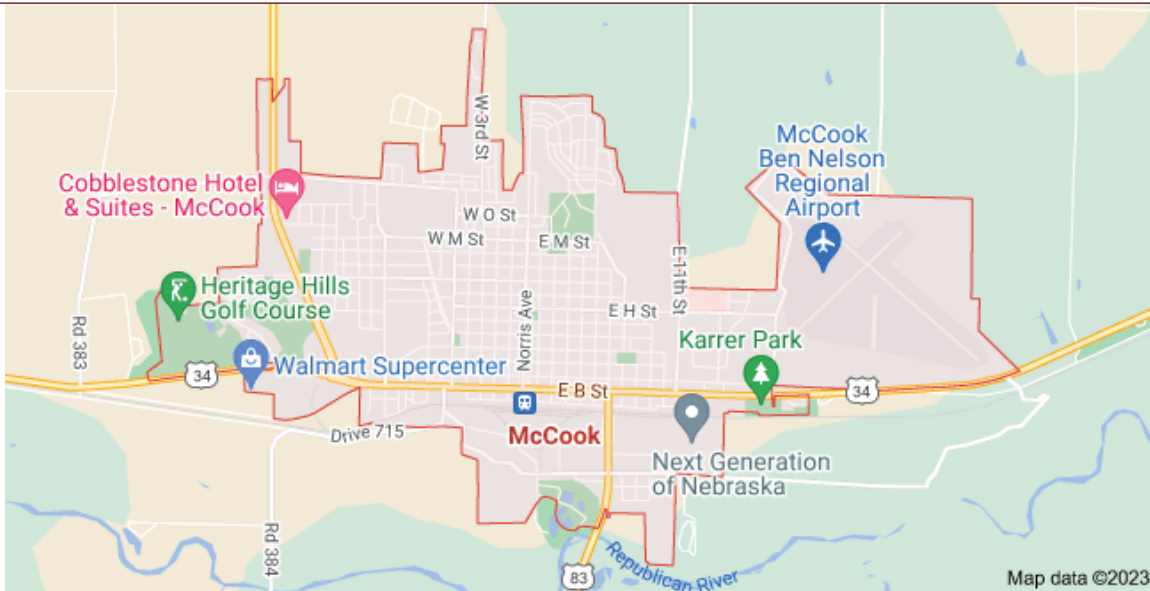 W 3rd St
McCook
Ben Nelson
Regional
Airport
Cobblestone Hotel
& Suites - McCook
W O St
W M St
E M St
E 11th St
Heritage Hills
Golf Course
Norris Ave
E H St
Rd 383
Karrer Park
Walmart Supercenter
34
E B St
34
Drive 715
McCook
Next Generation
of Nebraska
Rd 384
Republican River
83
Map data ©2023